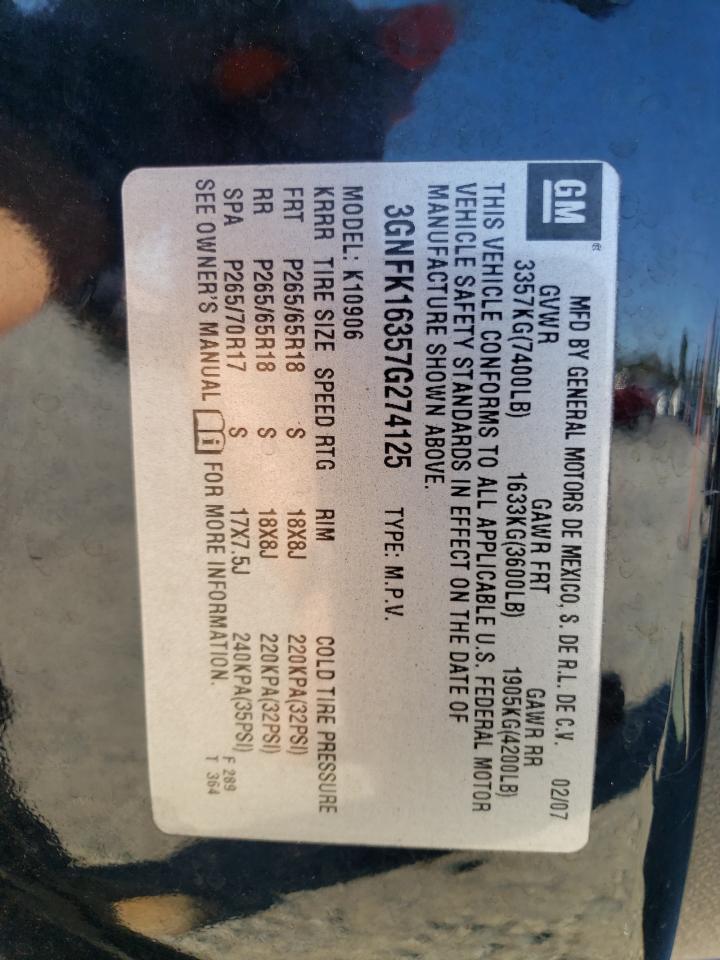 GM®
MFD BY GENERAL MOTORS DE MEXICO, S. DE R.L. DE C.V. 02/07
GVWR GAWR FRT GAWR RR
3357KG(7400LB) 1633KG(3600LB) 1905KG(4200LB)
THIS VEHICLE CONFORMS TO ALL APPLICABLE U.S. FEDERAL MOTOR
VEHICLE SAFETY STANDARDS IN EFFECT ON THE DATE OF
MANUFACTURE SHOWN ABOVE.
3GNFK16357G274125 TYPE: M.P.V.
MODEL: K10906
KRRR TIRE SIZE SPEED RTG RIM COLD TIRE PRESSURE
FRT P265/65R18 S 18X8J 220KPA(32PSI)
RR P265/65R18 S 18X8J 220KPA(32PSI)
SPA P265/70R17 S 17X7.5J 240KPA(35PSI)
SEE OWNER'S MANUAL FOR MORE INFORMATION.
F 289
T 364